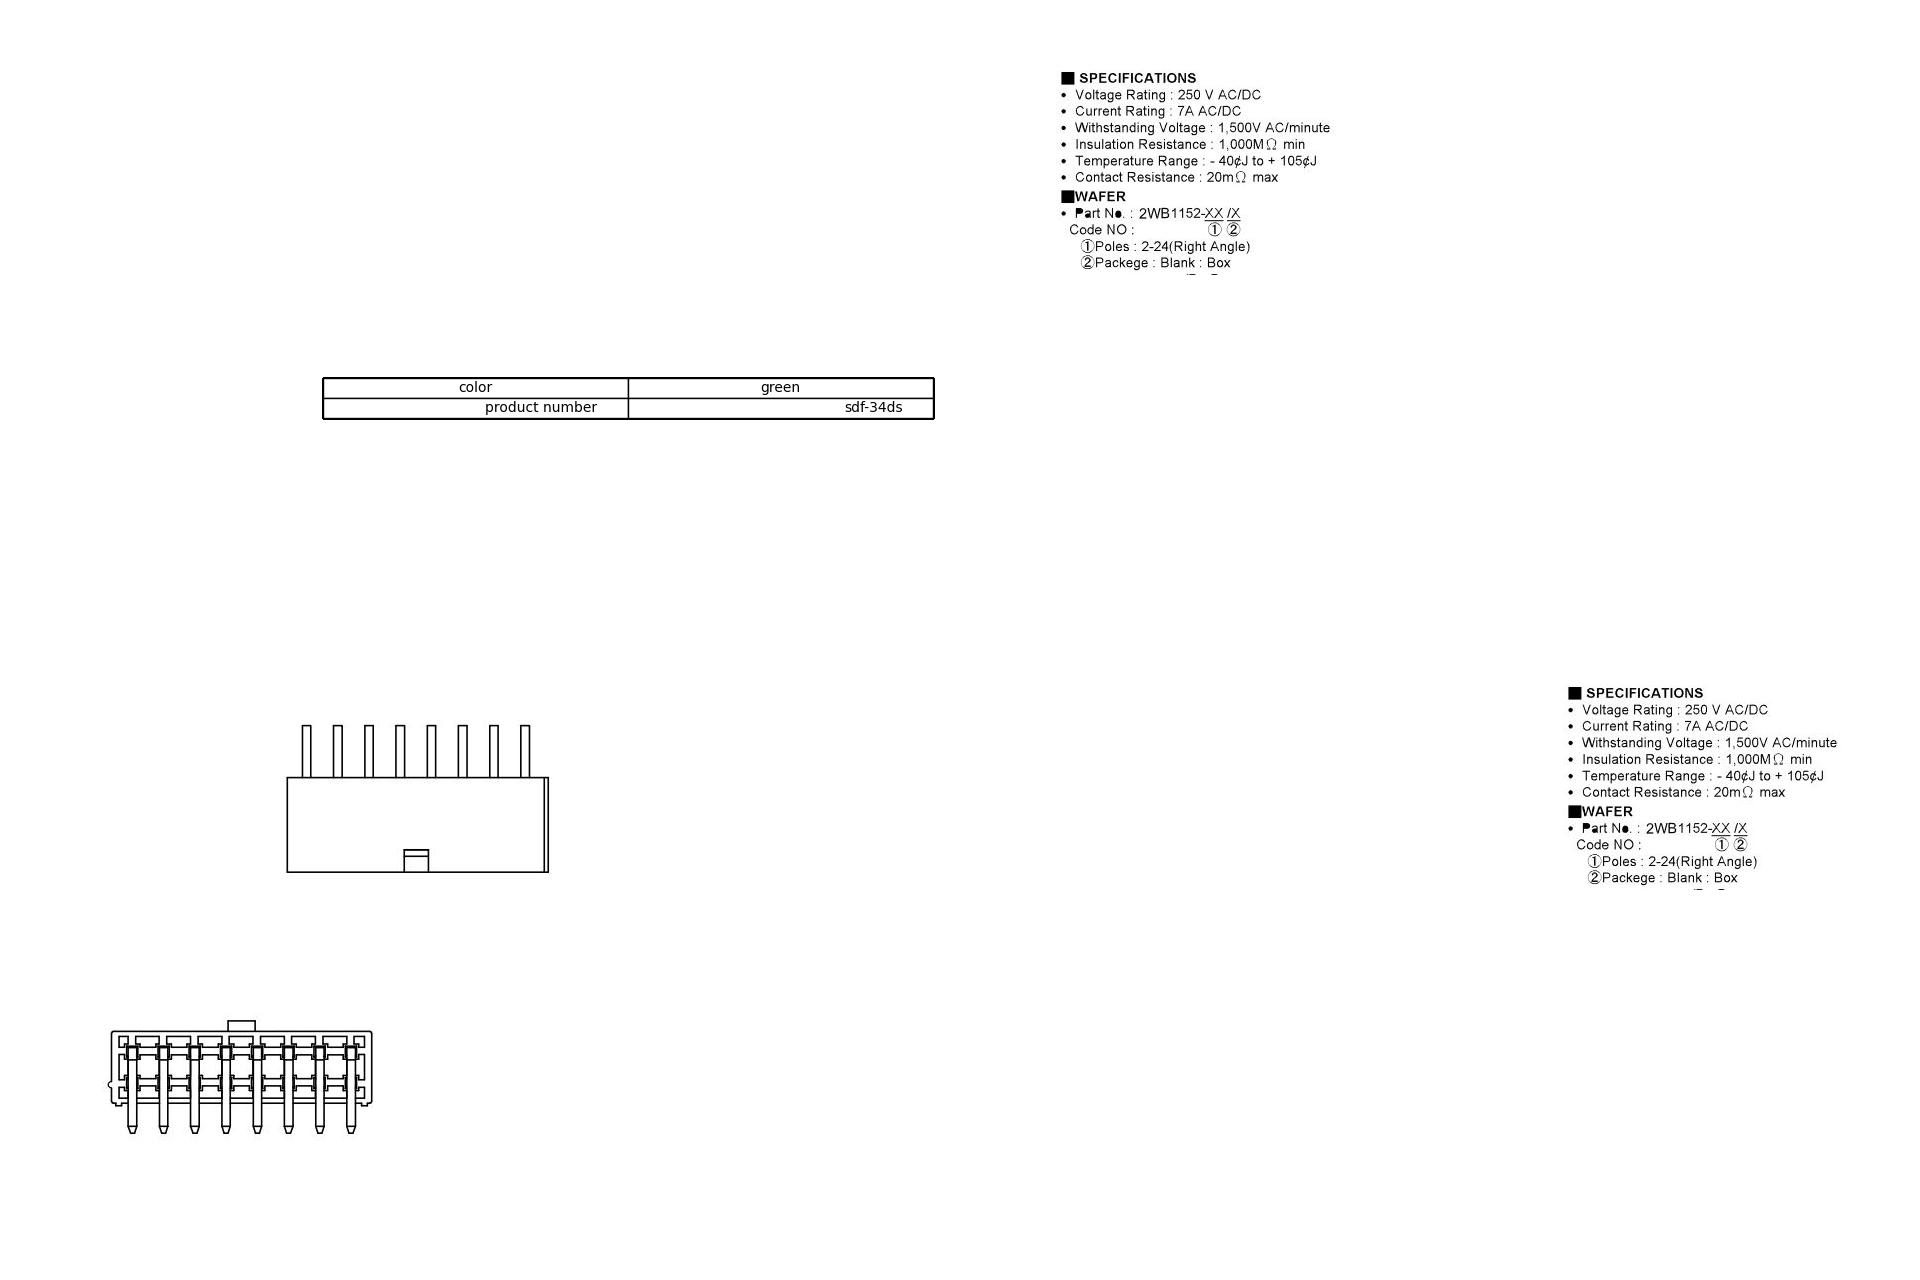 ■ SPECIFICATIONS
• Voltage Rating : 250 V AC/DC
• Current Rating : 7A AC/DC
• Withstanding Voltage : 1,500V AC/minute
• Insulation Resistance : 1,000MΩ min
• Temperature Range : - 40¢J to + 105¢J
• Contact Resistance : 20mΩ max
■WAFER
• Part No. : 2WB1152-XX /X
Code NO : ① ②
①Poles : 2-24(Right Angle)
②Packege : Blank : Box
color green
product number sdf-34ds
■ SPECIFICATIONS
• Voltage Rating : 250 V AC/DC
• Current Rating : 7A AC/DC
• Withstanding Voltage : 1,500V AC/minute
• Insulation Resistance : 1,000MΩ min
• Temperature Range : - 40¢J to + 105¢J
• Contact Resistance : 20mΩ max
■WAFER
• Part No. : 2WB1152-XX /X
Code NO : ① ②
①Poles : 2-24(Right Angle)
②Packege : Blank : Box